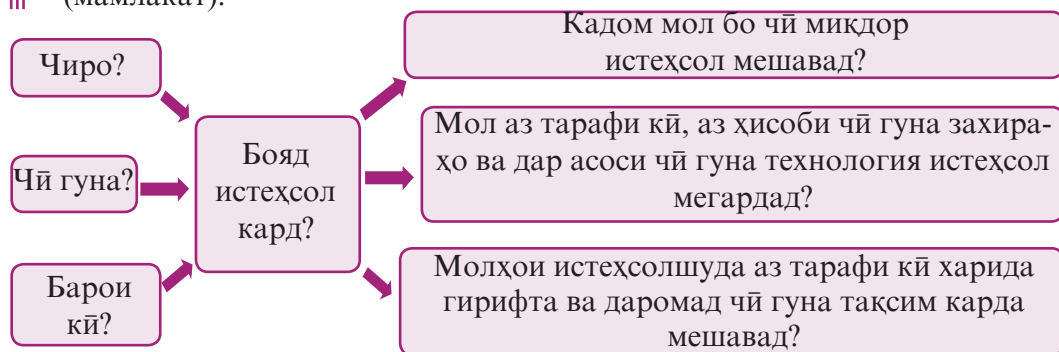 (мамлакат).
Чиро?
Чӣ гуна?
Барои
кӣ?
Бояд
истеҳсол
кард?
Кадом мол бо чӣ миқдор
истеҳсол мешавад?
Мол аз тарафи кӣ, аз ҳисоби чӣ гуна захира-
ҳо ва дар асоси чӣ гуна технология истеҳсол
мегардад?
Молҳои истеҳсолшуда аз тарафи кӣ харида
гирифта ва даромад чӣ гуна тақсим карда
мешавад?